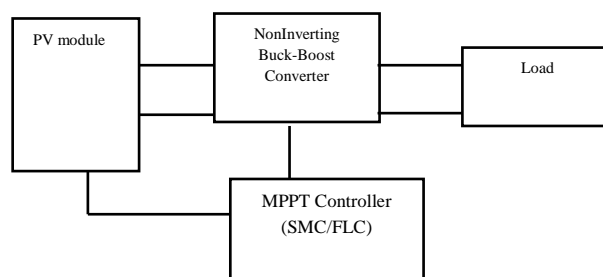 PV module
NonInverting
Buck-Boost
Converter
Load
MPPT Controller
(SMC/FLC)